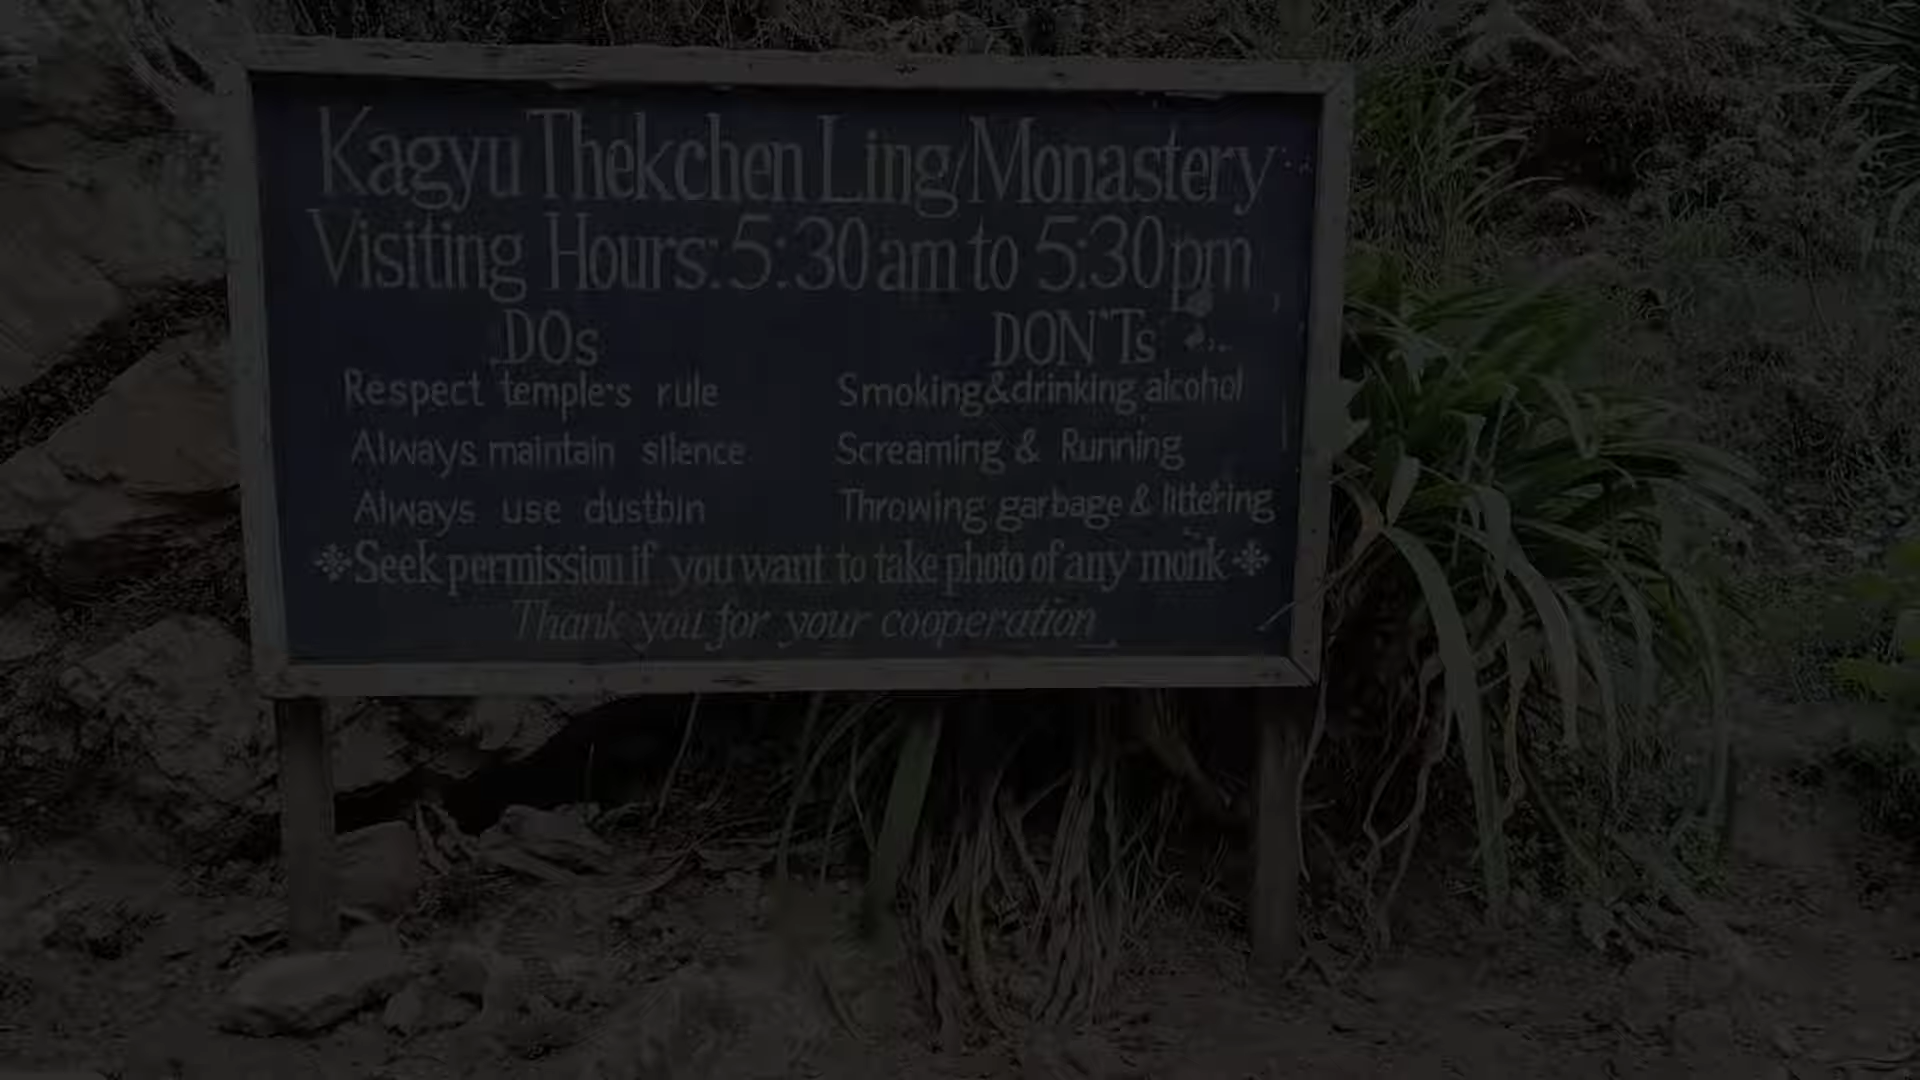 Kagyu Thekchen Ling Monastery
Visiting Hours: 5:30 am to 5:30 pm
DOs
Respect temple's rule
Always maintain silence
Always use dustbin
DON'Ts
Smoking & drinking alcohol
Screaming & Running
Throwing garbage & littering
Seek permission if you want to take photo of any monk
Thank you for your cooperation